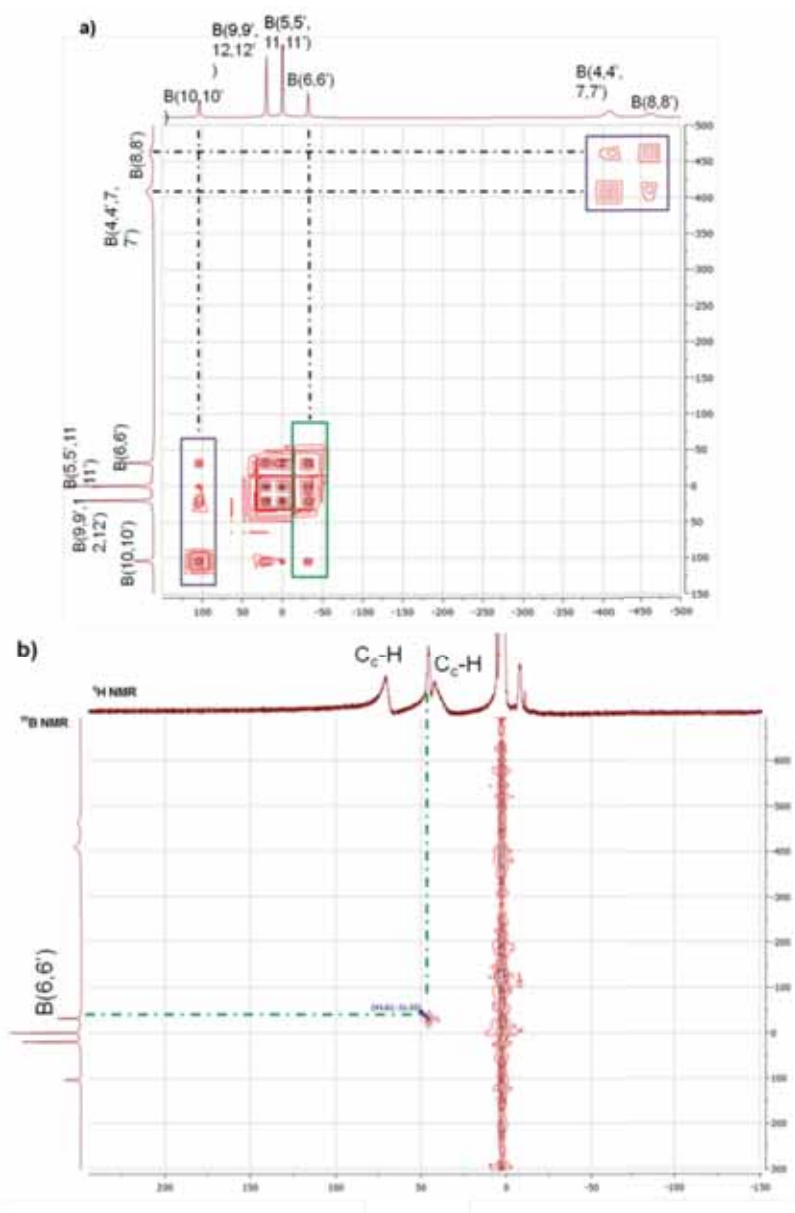 a)
B(9,9',
12,12'
)
B(5,5',
11,11')
B(10,10'
)
B(6,6')
B(4,4',
7,7')
B(8,8')
B(8,8')
B(4,4',7,
7')
B(6,6')
B(5,5',11
11')
B(9,9',1
2,12')
B(10,10')
-500
-450
-400
-350
-300
-250
-200
-150
-100
-50
0
50
100
150
100
50
0
-50
-100
-150
-200
-250
-300
-350
-400
-450
-500
b)
Cc-H
Cc-H
¹H NMR
B NMR
B(6,6')
-600
-500
-400
-300
-200
-100
0
100
200
300
200
150
100
50
0
-50
-100
-150